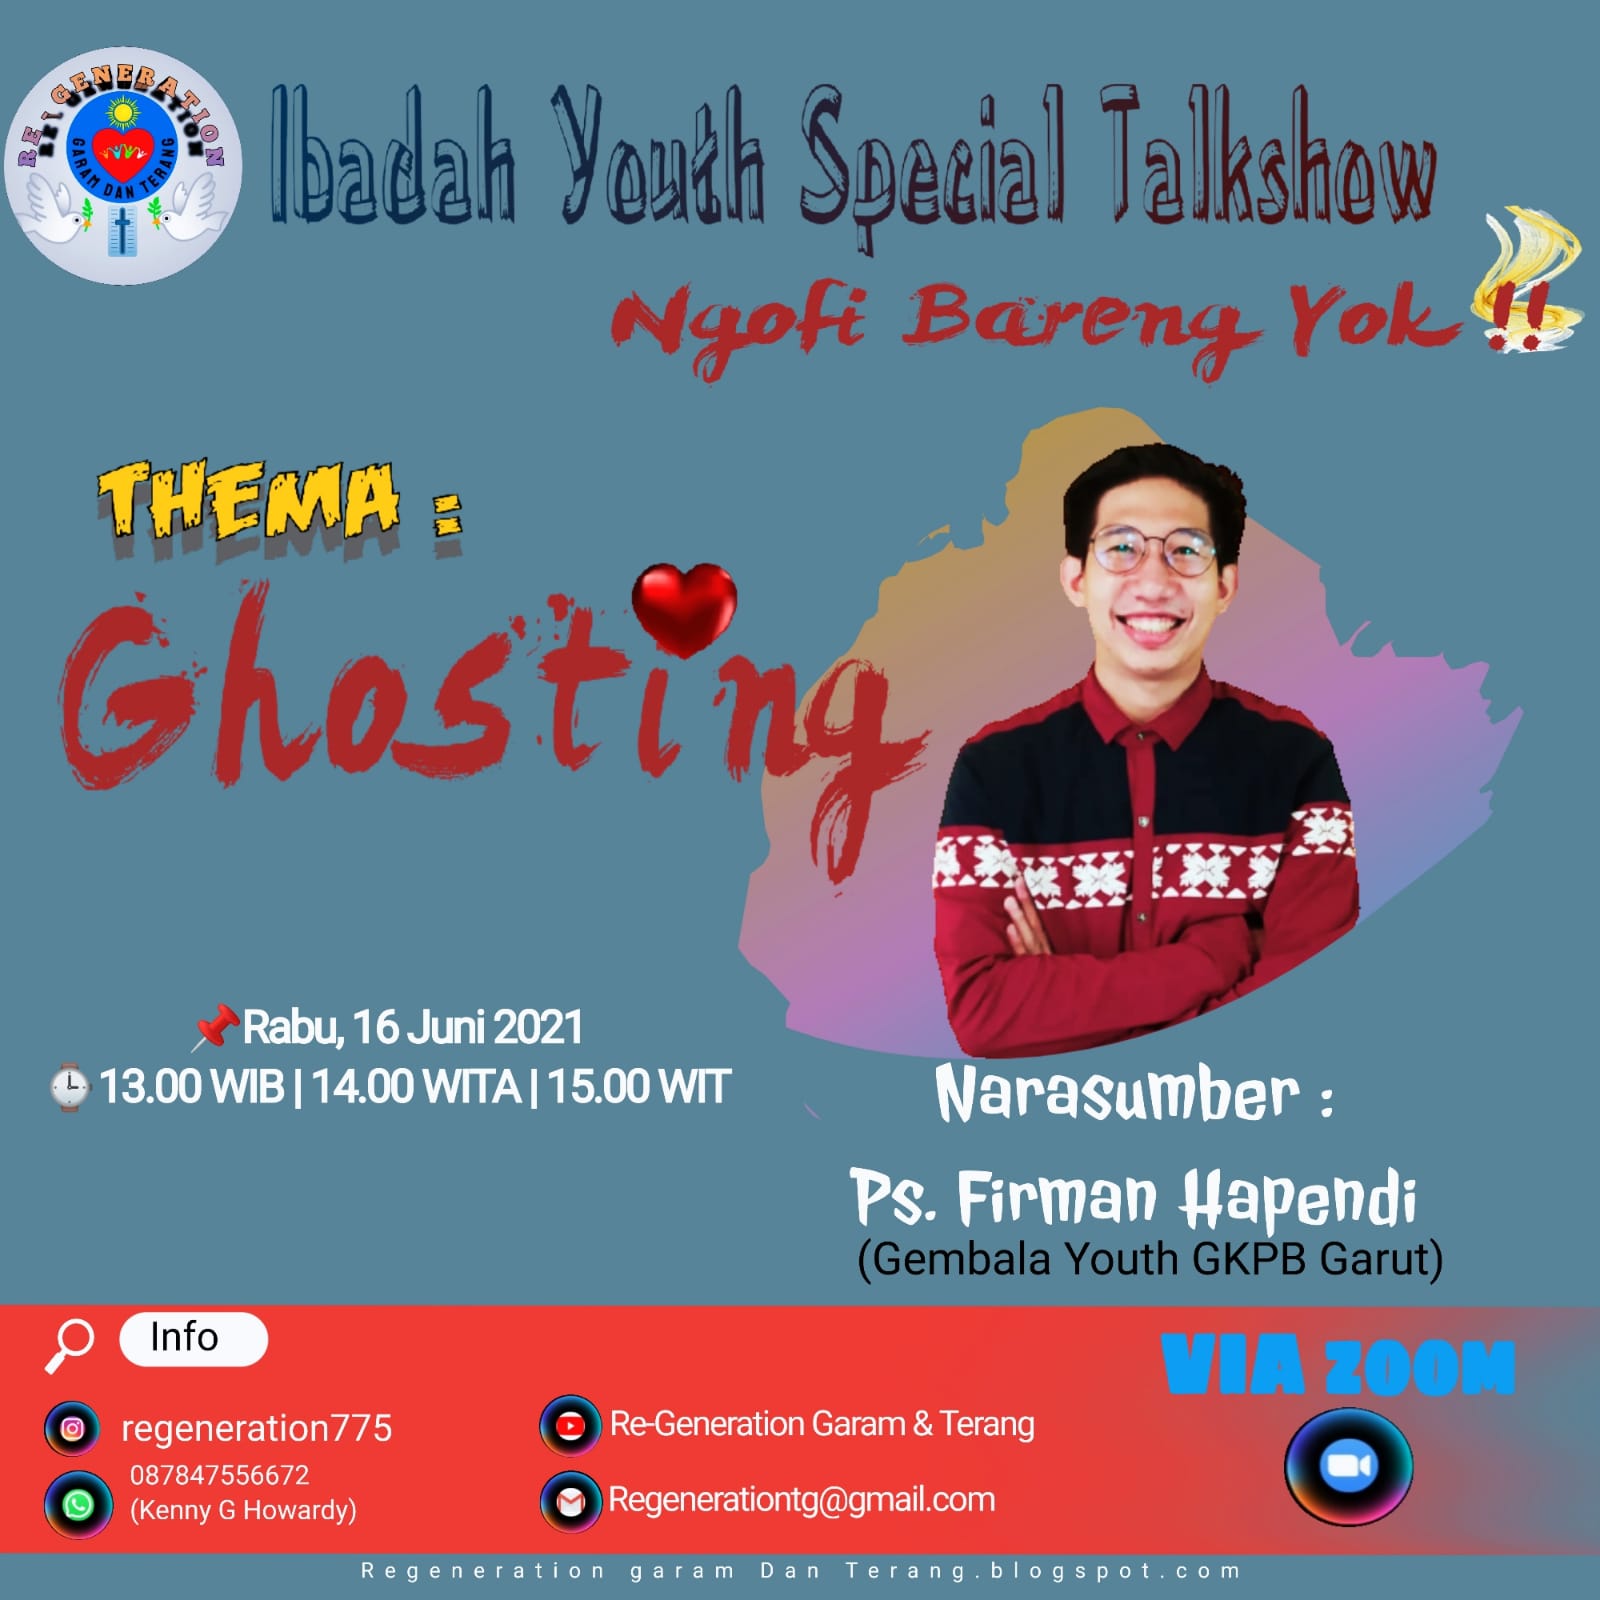 RE-GENERATION
GARAM DAN TERANG
Ibadah Youth Special Talkshow
Ngofi Bareng Yok !!
THEMA :
Ghosting
Rabu, 16 Juni 2021
13.00 WIB | 14.00 WITA | 15.00 WIT
Narasumber :
Ps. Firman Hapendi
(Gembala Youth GKPB Garut)
Info
regeneration775
087847556672
(Kenny G Howardy)
Re-Generation Garam & Terang
Regenerationtg@gmail.com
VIA ZOOM
Regeneration garam Dan Terang.blogspot.com